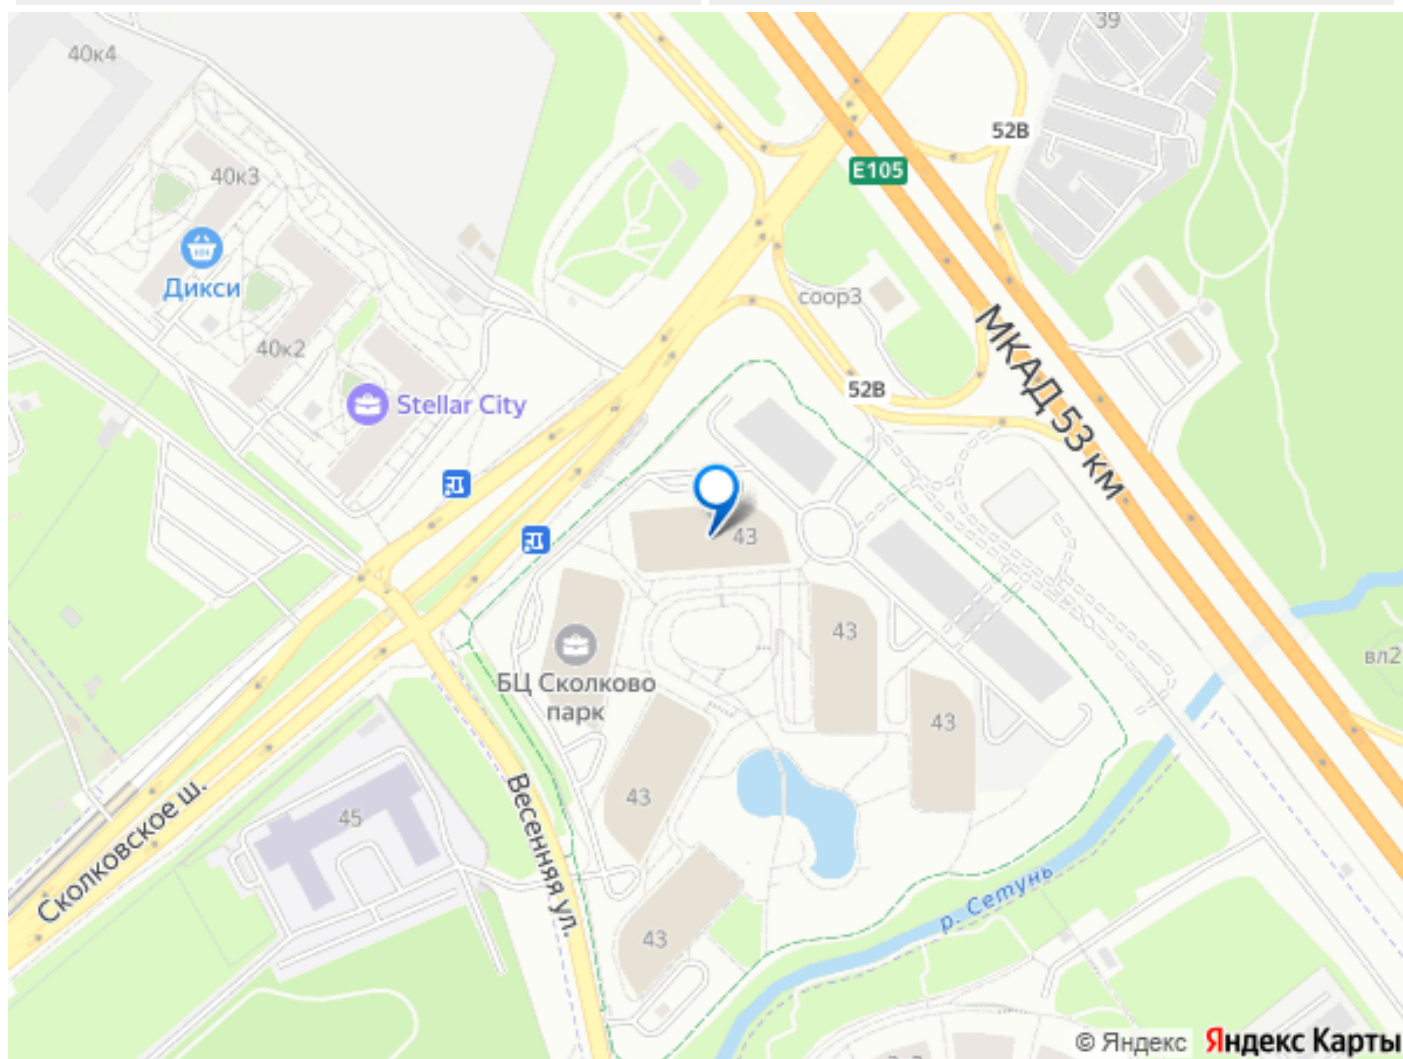 39
40к4
52В
E105
40к3
Дикси
соор3
МКАД 53 км
40к2
52В
Stellar City
43
43
вл2
БЦ Сколково
парк
43
43
Весенняя ул.
45
Сколковское ш.
р. Сетунь
43
© Яндекс
Яндекс Карты